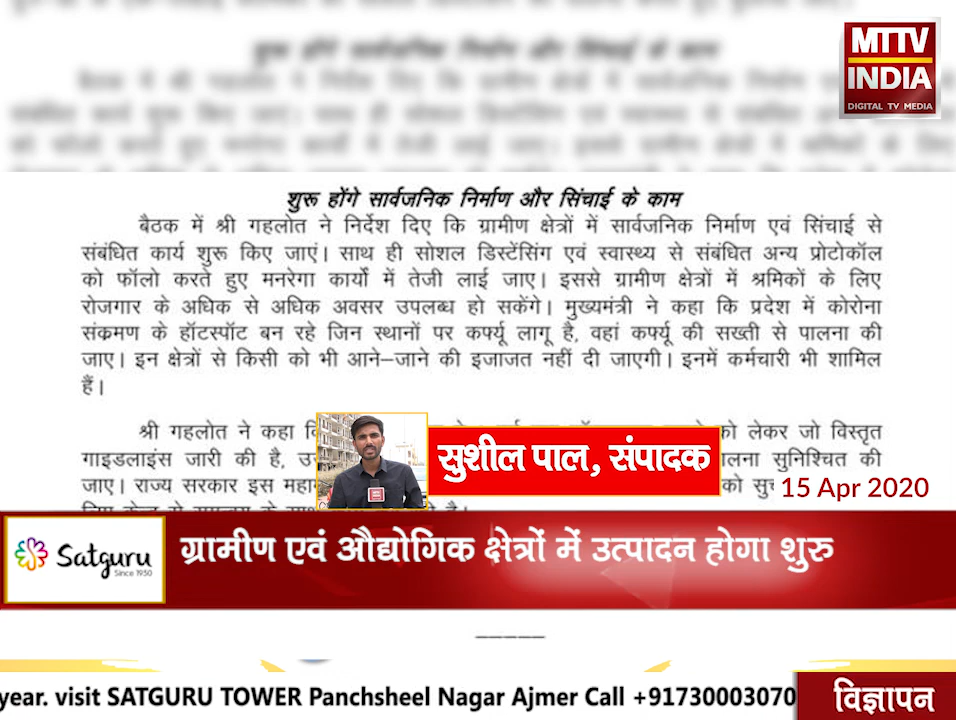 शुरू होंगे सार्वजनिक निर्माण और सिंचाई के काम
MTTV
INDIA
DIGITAL TV MEDIA
शुरू होंगे सार्वजनिक निर्माण और सिंचाई के काम
बैठक में श्री गहलोत ने निर्देश दिए कि ग्रामीण क्षेत्रों में सार्वजनिक निर्माण एवं सिंचाई से
संबंधित कार्य शुरू किए जाएं। साथ ही सोशल डिस्टेंसिंग एवं स्वास्थ्य से संबंधित अन्य प्रोटोकॉल
को फॉलो करते हुए मनरेगा कार्यों में तेजी लाई जाए। इससे ग्रामीण क्षेत्रों में श्रमिकों के लिए
रोजगार के अधिक से अधिक अवसर उपलब्ध हो सकेंगे। मुख्यमंत्री ने कहा कि प्रदेश में कोरोना
संक्रमण के हॉटस्पॉट बन रहे जिन स्थानों पर कर्फ्यू लागू है, वहां कर्फ्यू की सख्ती से पालना की
जाए। इन क्षेत्रों से किसी को भी आने–जाने की इजाजत नहीं दी जाएगी। इनमें कर्मचारी भी शामिल
हैं।
श्री गहलोत ने कहा को लेकर जो विस्तृत
गाइडलाइंस जारी की है, सुनिश्चित की
जाए। राज्य सरकार इस को
सुशील पाल, संपादक
15 Apr 2020
Satguru
Since 1950
ग्रामीण एवं औद्योगिक क्षेत्रों में उत्पादन होगा शुरु
year. visit SATGURU TOWER Panchsheel Nagar Ajmer Call +91730003070
विज्ञापन